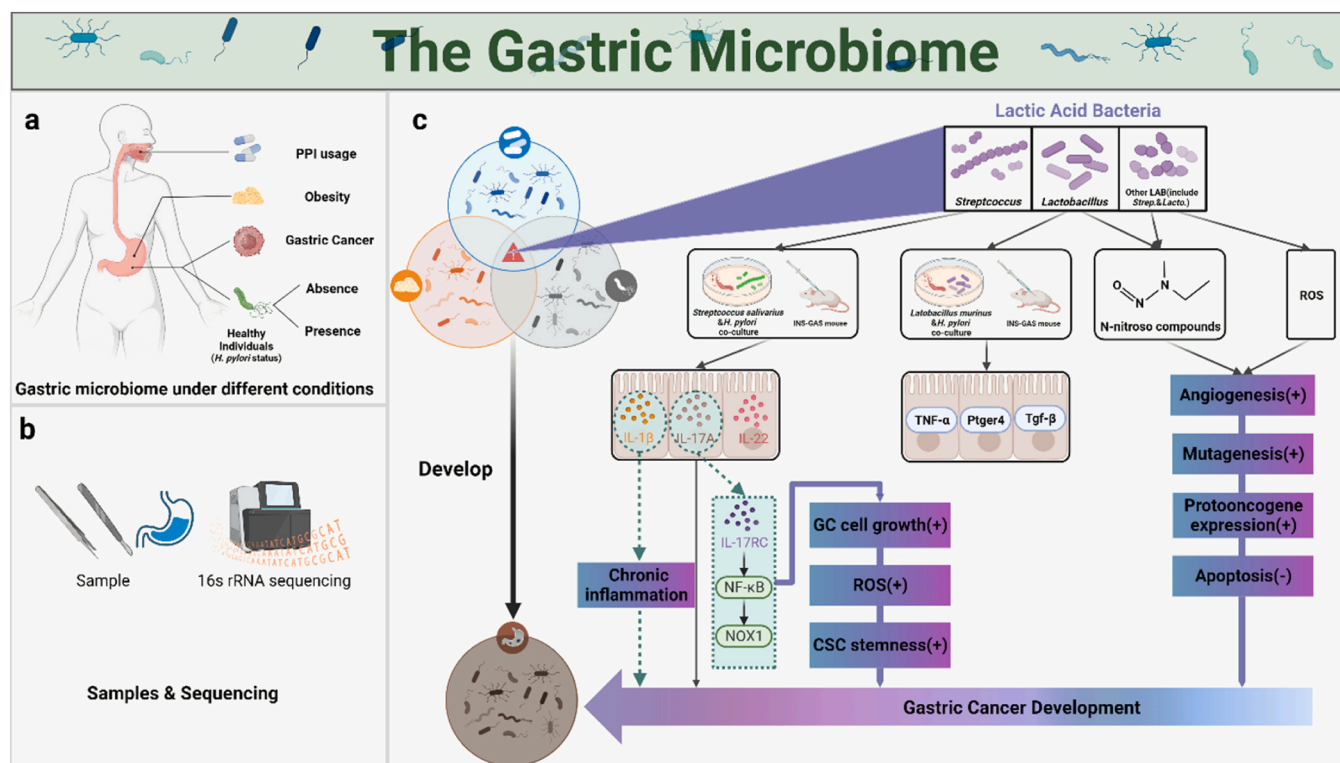 The Gastric Microbiome
a
PPI usage
Obesity
Gastric Cancer
Absence
Presence
Healthy
Individuals
(H. pylori status)
Gastric microbiome under different conditions
b
Sample
16s rRNA sequencing
Samples & Sequencing
c
Lactic Acid Bacteria
Streptcoccus
Lactobacillus
Other LAB(include
Strep.&Lacto.)
Streptococcus salivarius
&H. pylori
co-culture
INS-GAS mouse
Latobacillus murinus
&H. pylori
co-culture
INS-GAS mouse
O
N
N
N-nitroso compounds
ROS
IL-1β
IL-17A
IL-22
TNF-α
Ptger4
Tgf-β
Develop
Chronic
inflammation
IL-17RC
NF-κB
NOX1
GC cell growth(+)
ROS(+)
CSC stemness(+)
Angiogenesis(+)
Mutagenesis(+)
Protooncogene
expression(+)
Apoptosis(-)
Gastric Cancer Development